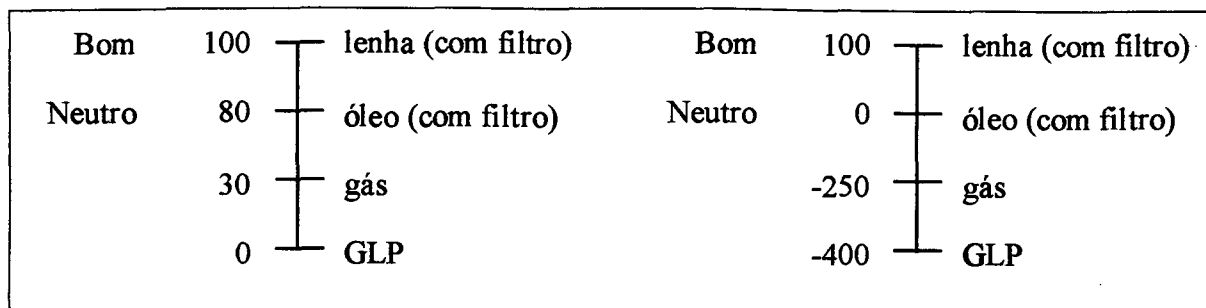 Bom 100 lenha (com filtro) Bom 100 lenha (com filtro)
Neutro 80 óleo (com filtro) Neutro 0 óleo (com filtro)
30 gás -250 gás
0 GLP -400 GLP